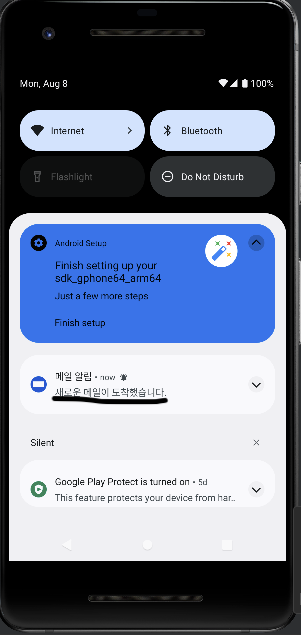 Mon, Aug 8
100%
Internet
Bluetooth
Flashlight
Do Not Disturb
Android Setup
Finish setting up your
sdk_gphone64_arm64
Just a few more steps
Finish setup
메일 알림 • now
새로운 메일이 도착했습니다.
Silent
Google Play Protect is turned on • 5d
This feature protects your device from har..